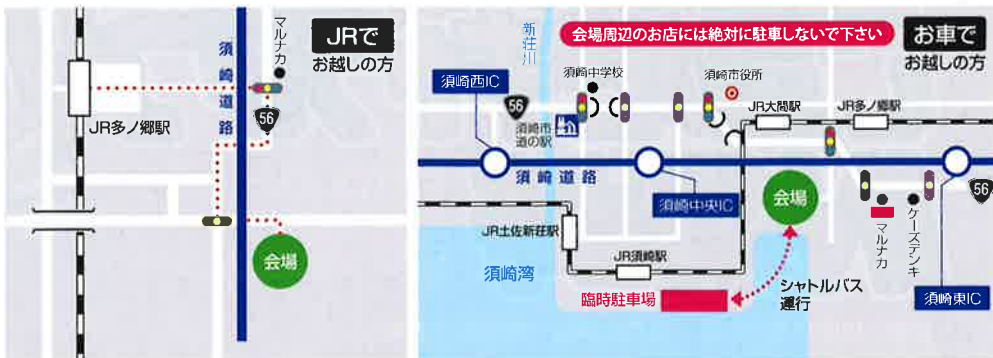 JRで
お越しの方
マルナカ
須崎道路
56
JR多ノ郷駅
会場
会場周辺のお店には絶対に駐車しないで下さい
お車で
お越しの方
新荘川
須崎中学校
須崎市役所
須崎西IC
56
須崎市
道の駅
JR大間駅
JR多ノ郷駅
須崎道路
須崎中央IC
会場
56
マルナカ
ケーズデンキ
JR土佐新荘駅
JR須崎駅
須崎湾
臨時駐車場
シャトルバス
運行
須崎東IC